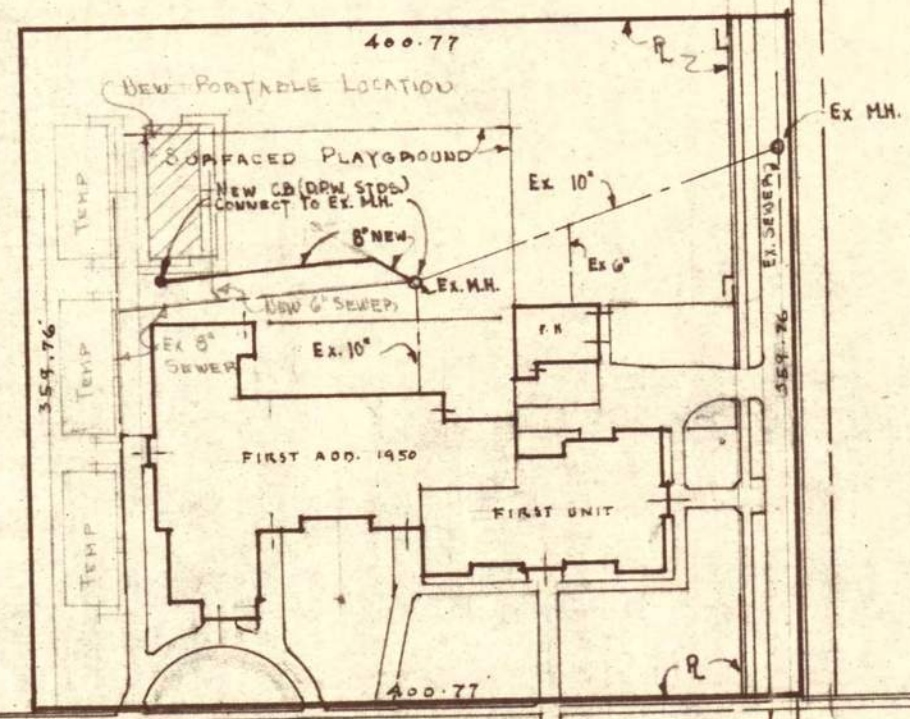 400.77
PL
NEW PORTABLE LOCATION
Ex M.H.
SURFACED PLAYGROUND
NEW C.B. (D.P.W. STDS.)
CONNECT TO EX. M.H.
Ex. 10"
8" NEW
Ex. SEWER
Ex 6"
Ex. M.H.
NEW 6" SEWER
TEMP
TEMP
TEMP
Ex 8"
SEWER
Ex. 10"
359.76'
359.76
FIRST ADD. 1950
FIRST UNIT
PL
400.77